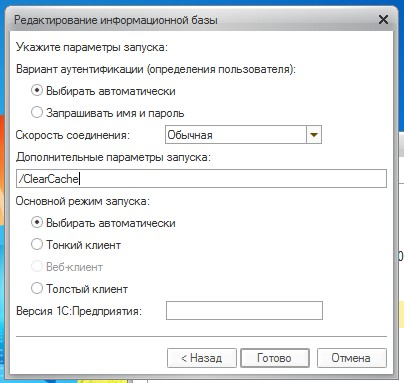 Редактирование информационной базы
Укажите параметры запуска:
Вариант аутентификации (определения пользователя):
Выбирать автоматически
Запрашивать имя и пароль
Скорость соединения:
Обычная
Дополнительные параметры запуска:
/ClearCache
Основной режим запуска:
Выбирать автоматически
Тонкий клиент
Веб-клиент
Толстый клиент
Версия 1С:Предприятия:
< Назад
Готово
Отмена